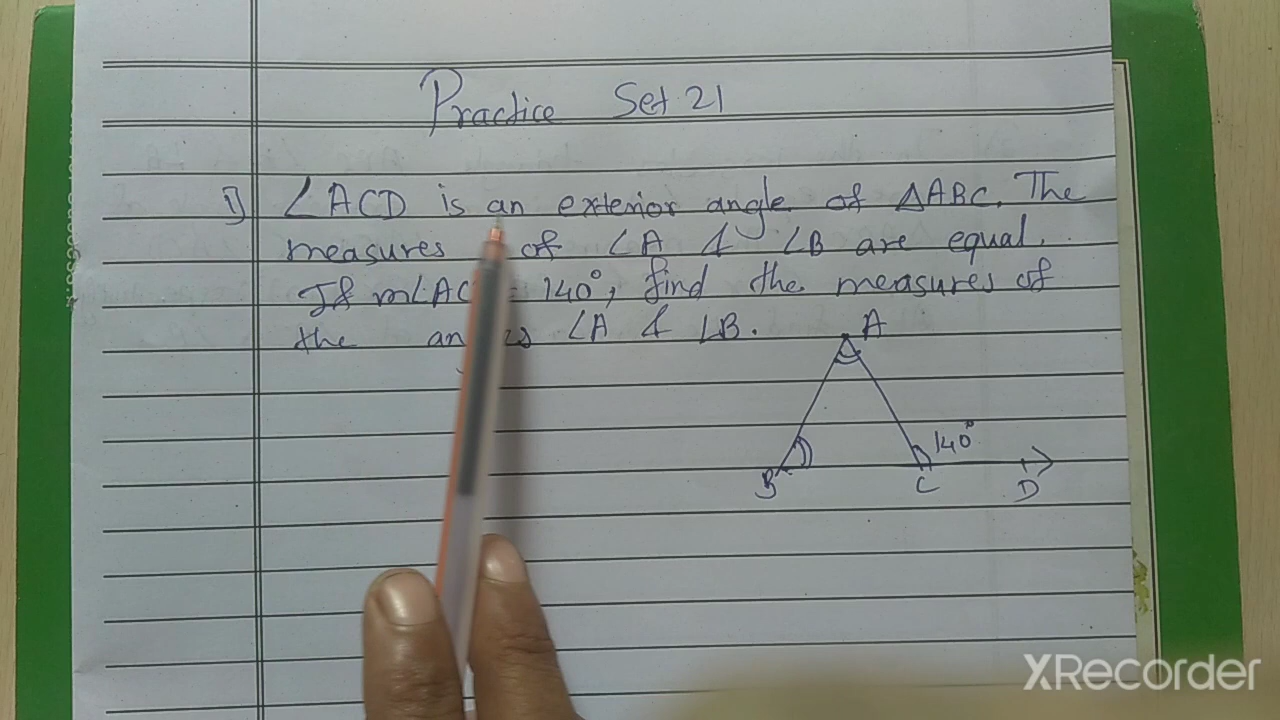 Practice Set 21
1) ∠ACD is an exterior angle of △ABC. The
measures of ∠A & ∠B are equal.
If m∠AC = 140°, find the measures of
the ∠A & ∠B.
A
140°
B
C
D
XRecorder